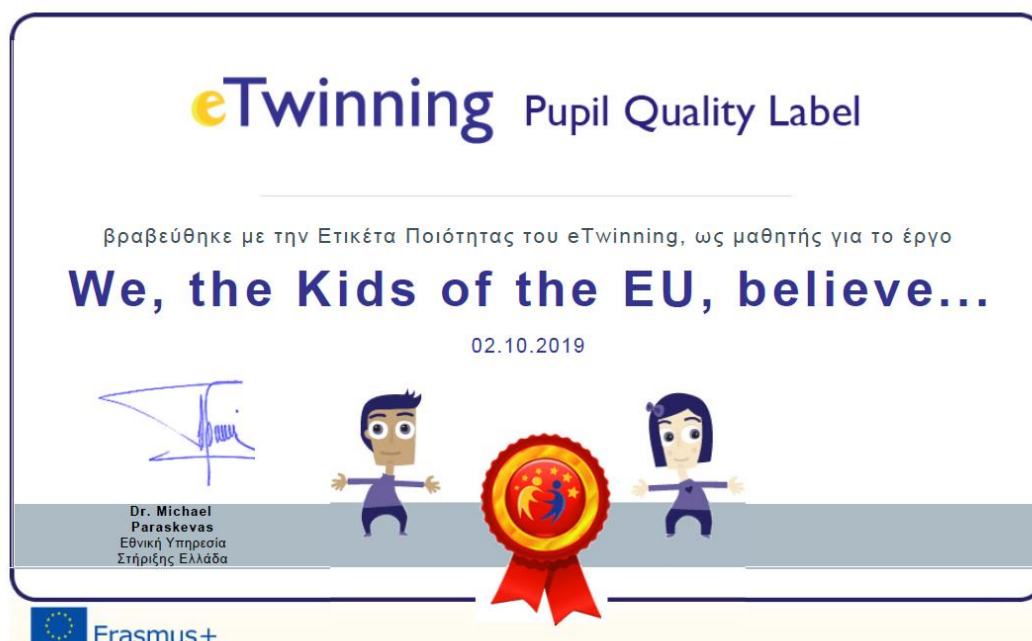 eTwinning Pupil Quality Label
βραβεύθηκε με την Ετικέτα Ποιότητας του eTwinning, ως μαθητής για το έργο
We, the Kids of the EU, believe...
02.10.2019
Dr. Michael
Paraskevas
Εθνική Υπηρεσία
Στήριξης Ελλάδα
Erasmus+